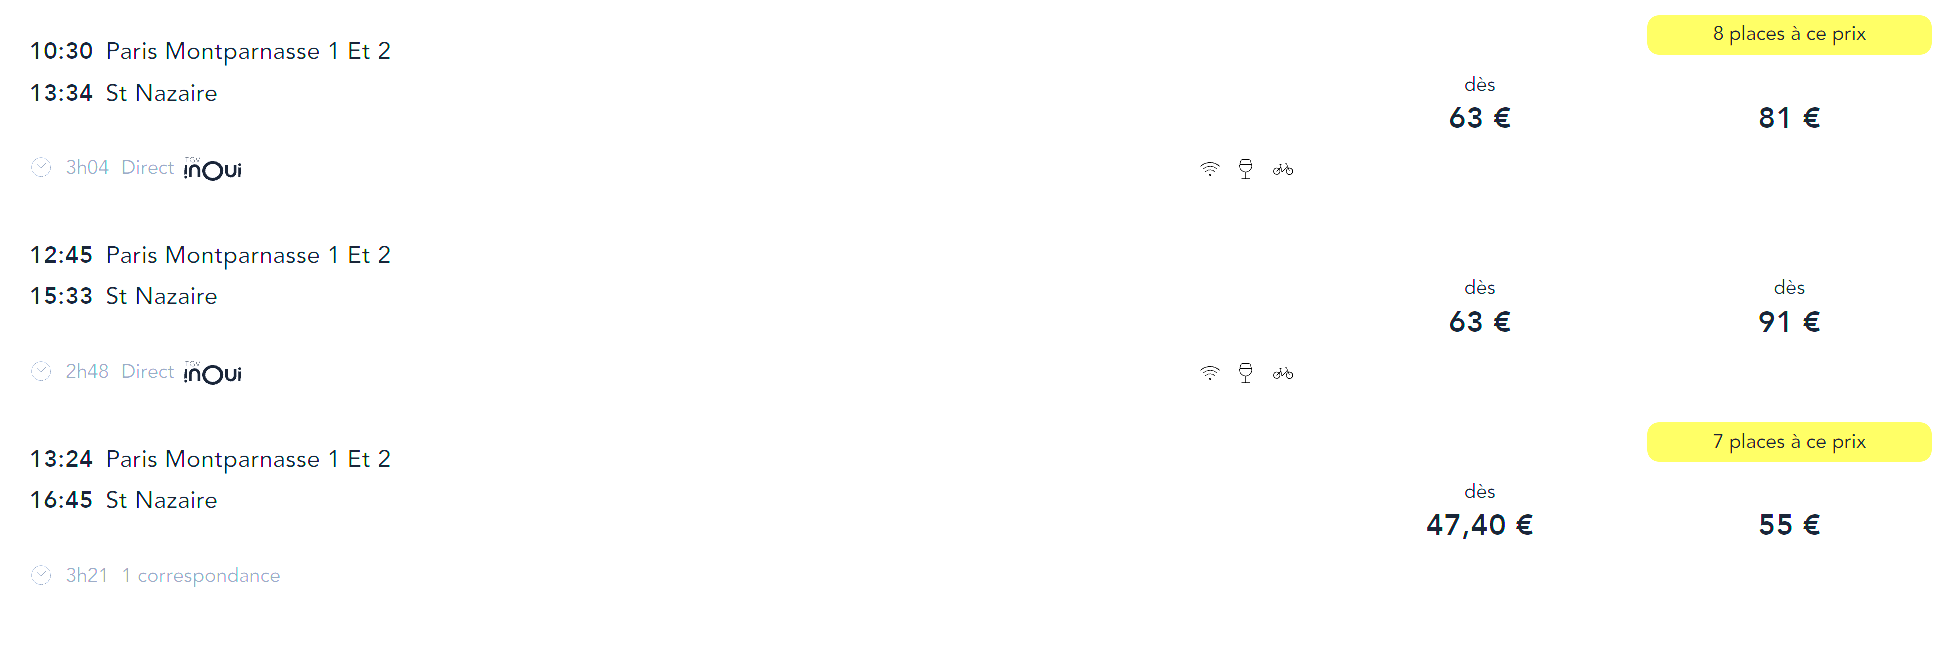 8 places à ce prix
10:30 Paris Montparnasse 1 Et 2
13:34 St Nazaire
dès
63 €
81 €
3h04 Direct TGV inOui
12:45 Paris Montparnasse 1 Et 2
15:33 St Nazaire
dès
63 €
dès
91 €
2h48 Direct TGV inOui
7 places à ce prix
13:24 Paris Montparnasse 1 Et 2
16:45 St Nazaire
dès
47,40 €
55 €
3h21 1 correspondance